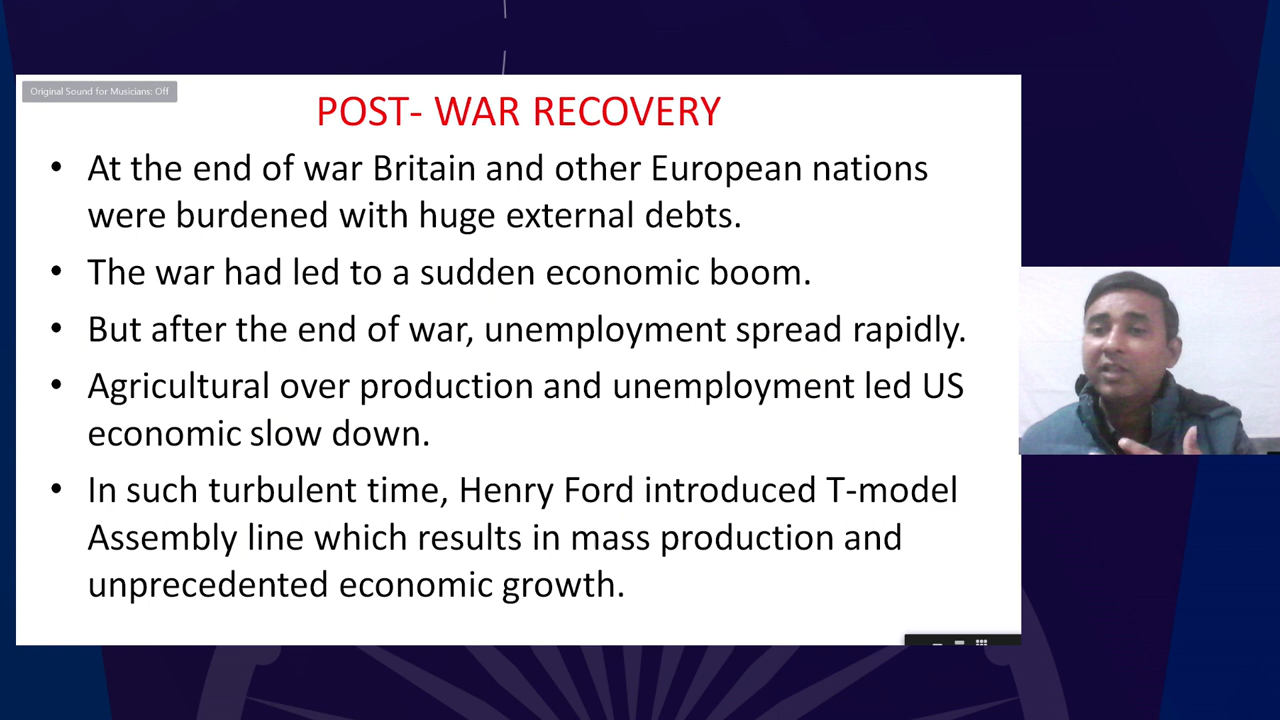 Original Sound for Musicians: Off
POST- WAR RECOVERY
• At the end of war Britain and other European nations
were burdened with huge external debts.
• The war had led to a sudden economic boom.
• But after the end of war, unemployment spread rapidly.
• Agricultural over production and unemployment led US
economic slow down.
• In such turbulent time, Henry Ford introduced T-model
Assembly line which results in mass production and
unprecedented economic growth.